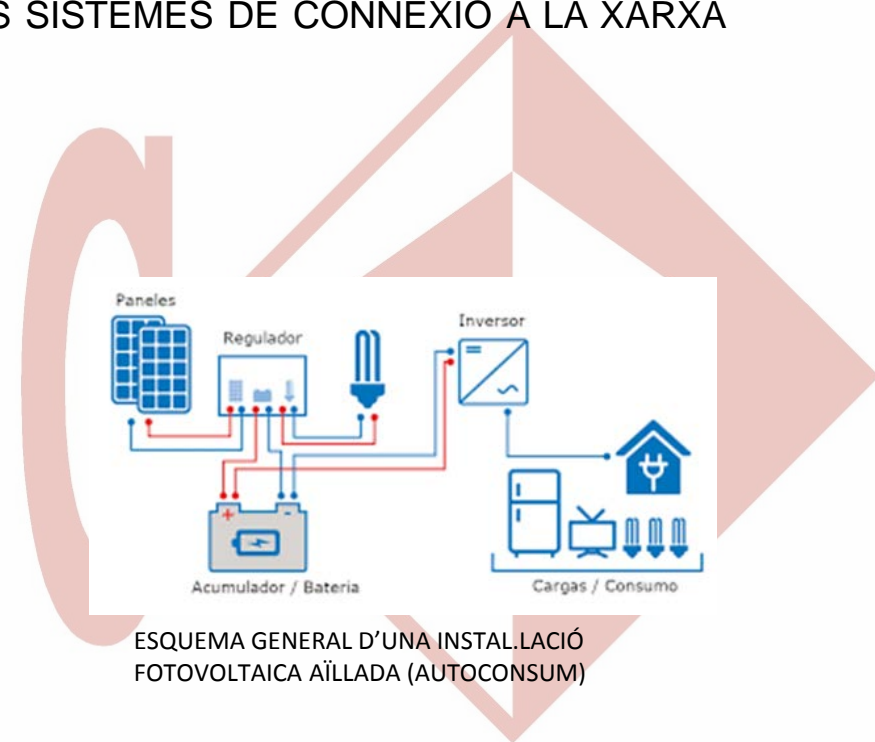 S SISTEMES DE CONNEXIÓ A LA XARXA
Paneles
Regulador
Inversor
+ -
Acumulador / Bateria
Cargas / Consumo
ESQUEMA GENERAL D’UNA INSTAL.LACIÓ
FOTOVOLTAICA AÏLLADA (AUTOCONSUM)